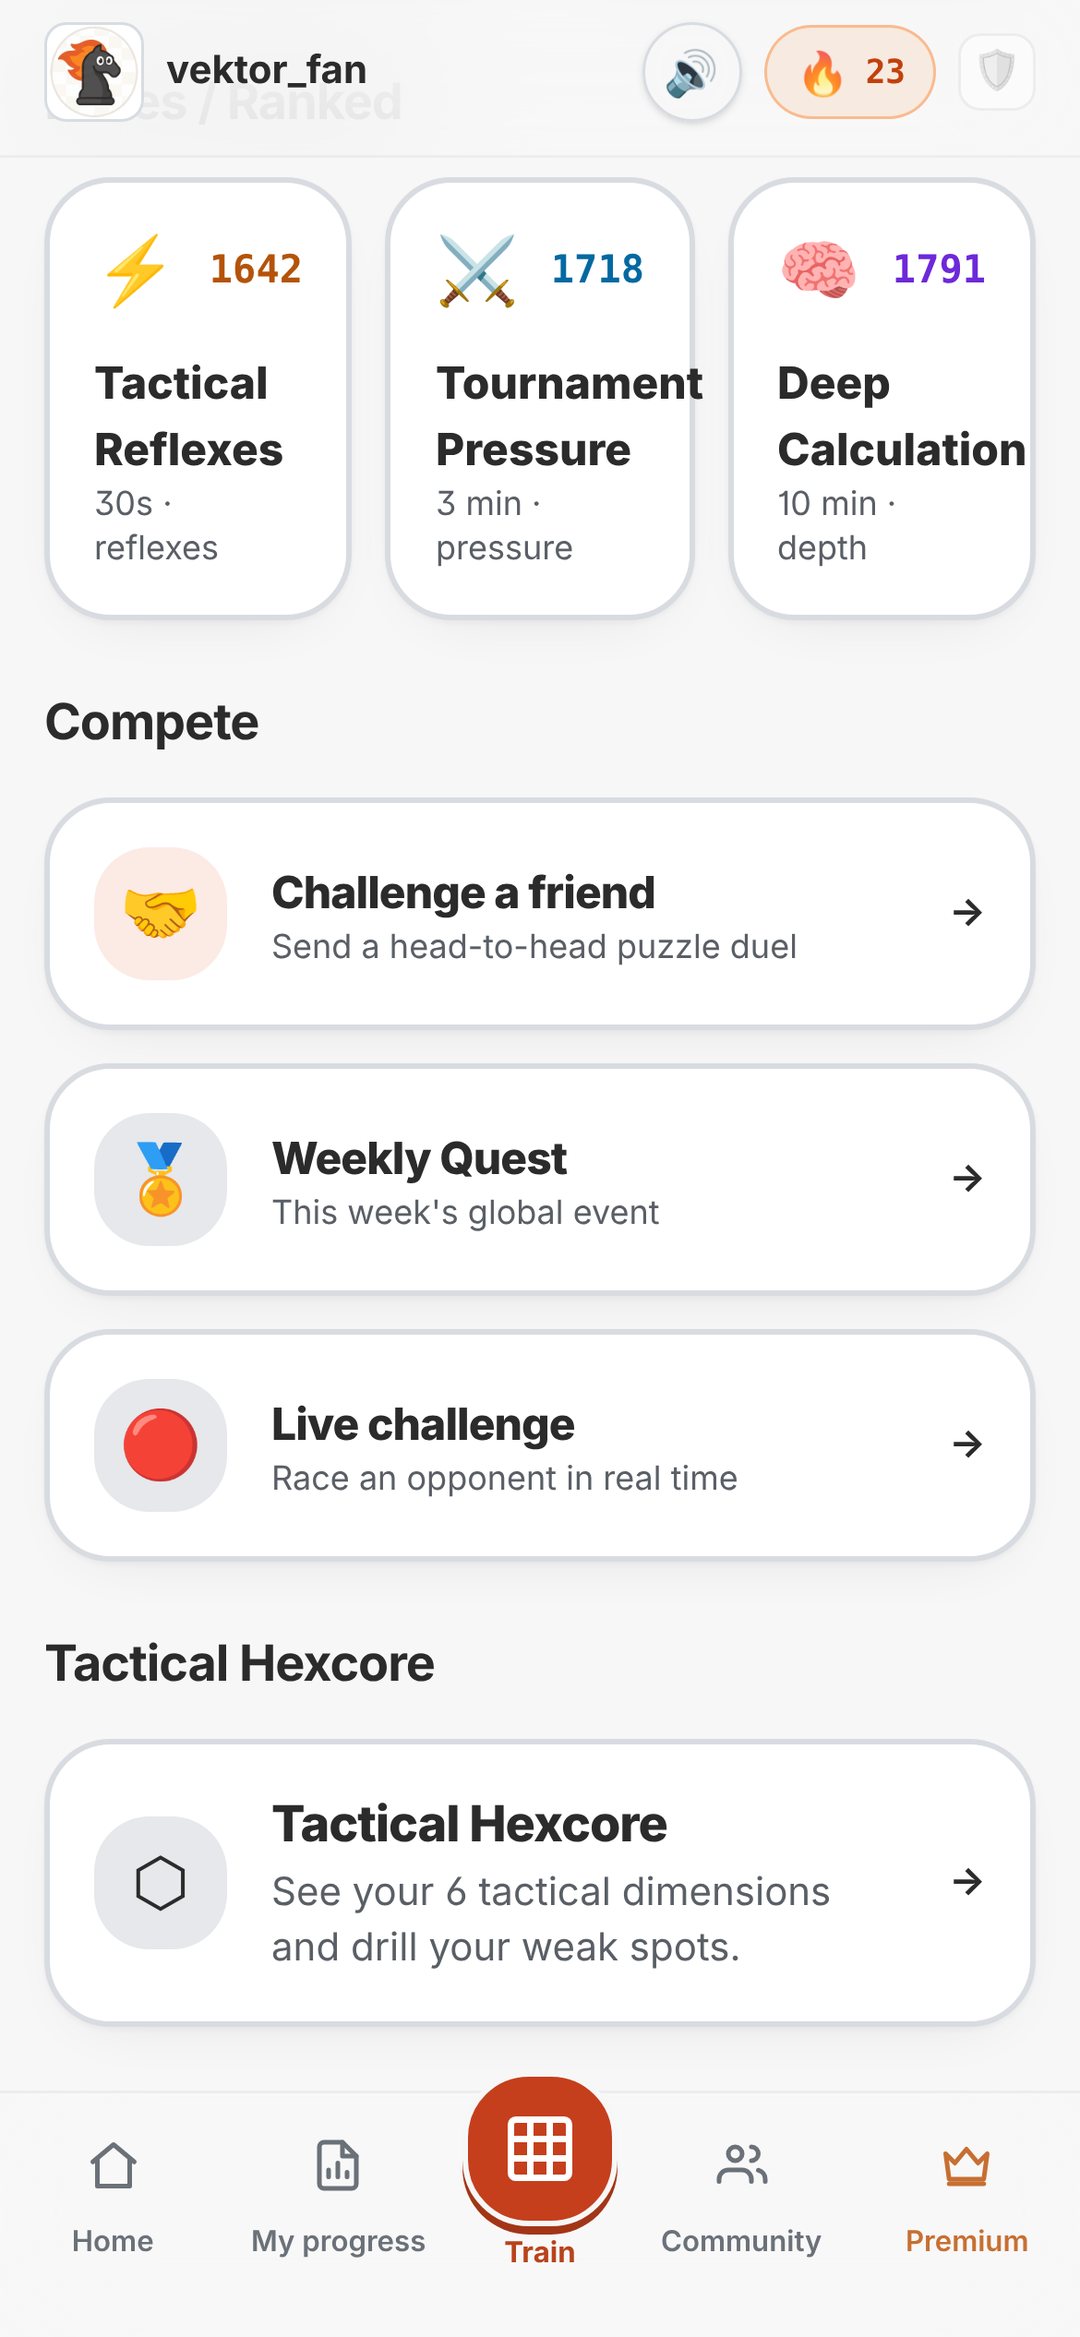 vektor_fan
23
es / Ranked
1642
Tactical
Reflexes
30s ·
reflexes
1718
Tournament
Pressure
3 min ·
pressure
1791
Deep
Calculation
10 min ·
depth
Compete
Challenge a friend
Send a head-to-head puzzle duel
Weekly Quest
This week's global event
Live challenge
Race an opponent in real time
Tactical Hexcore
Tactical Hexcore
See your 6 tactical dimensions
and drill your weak spots.
Home
My progress
Train
Community
Premium